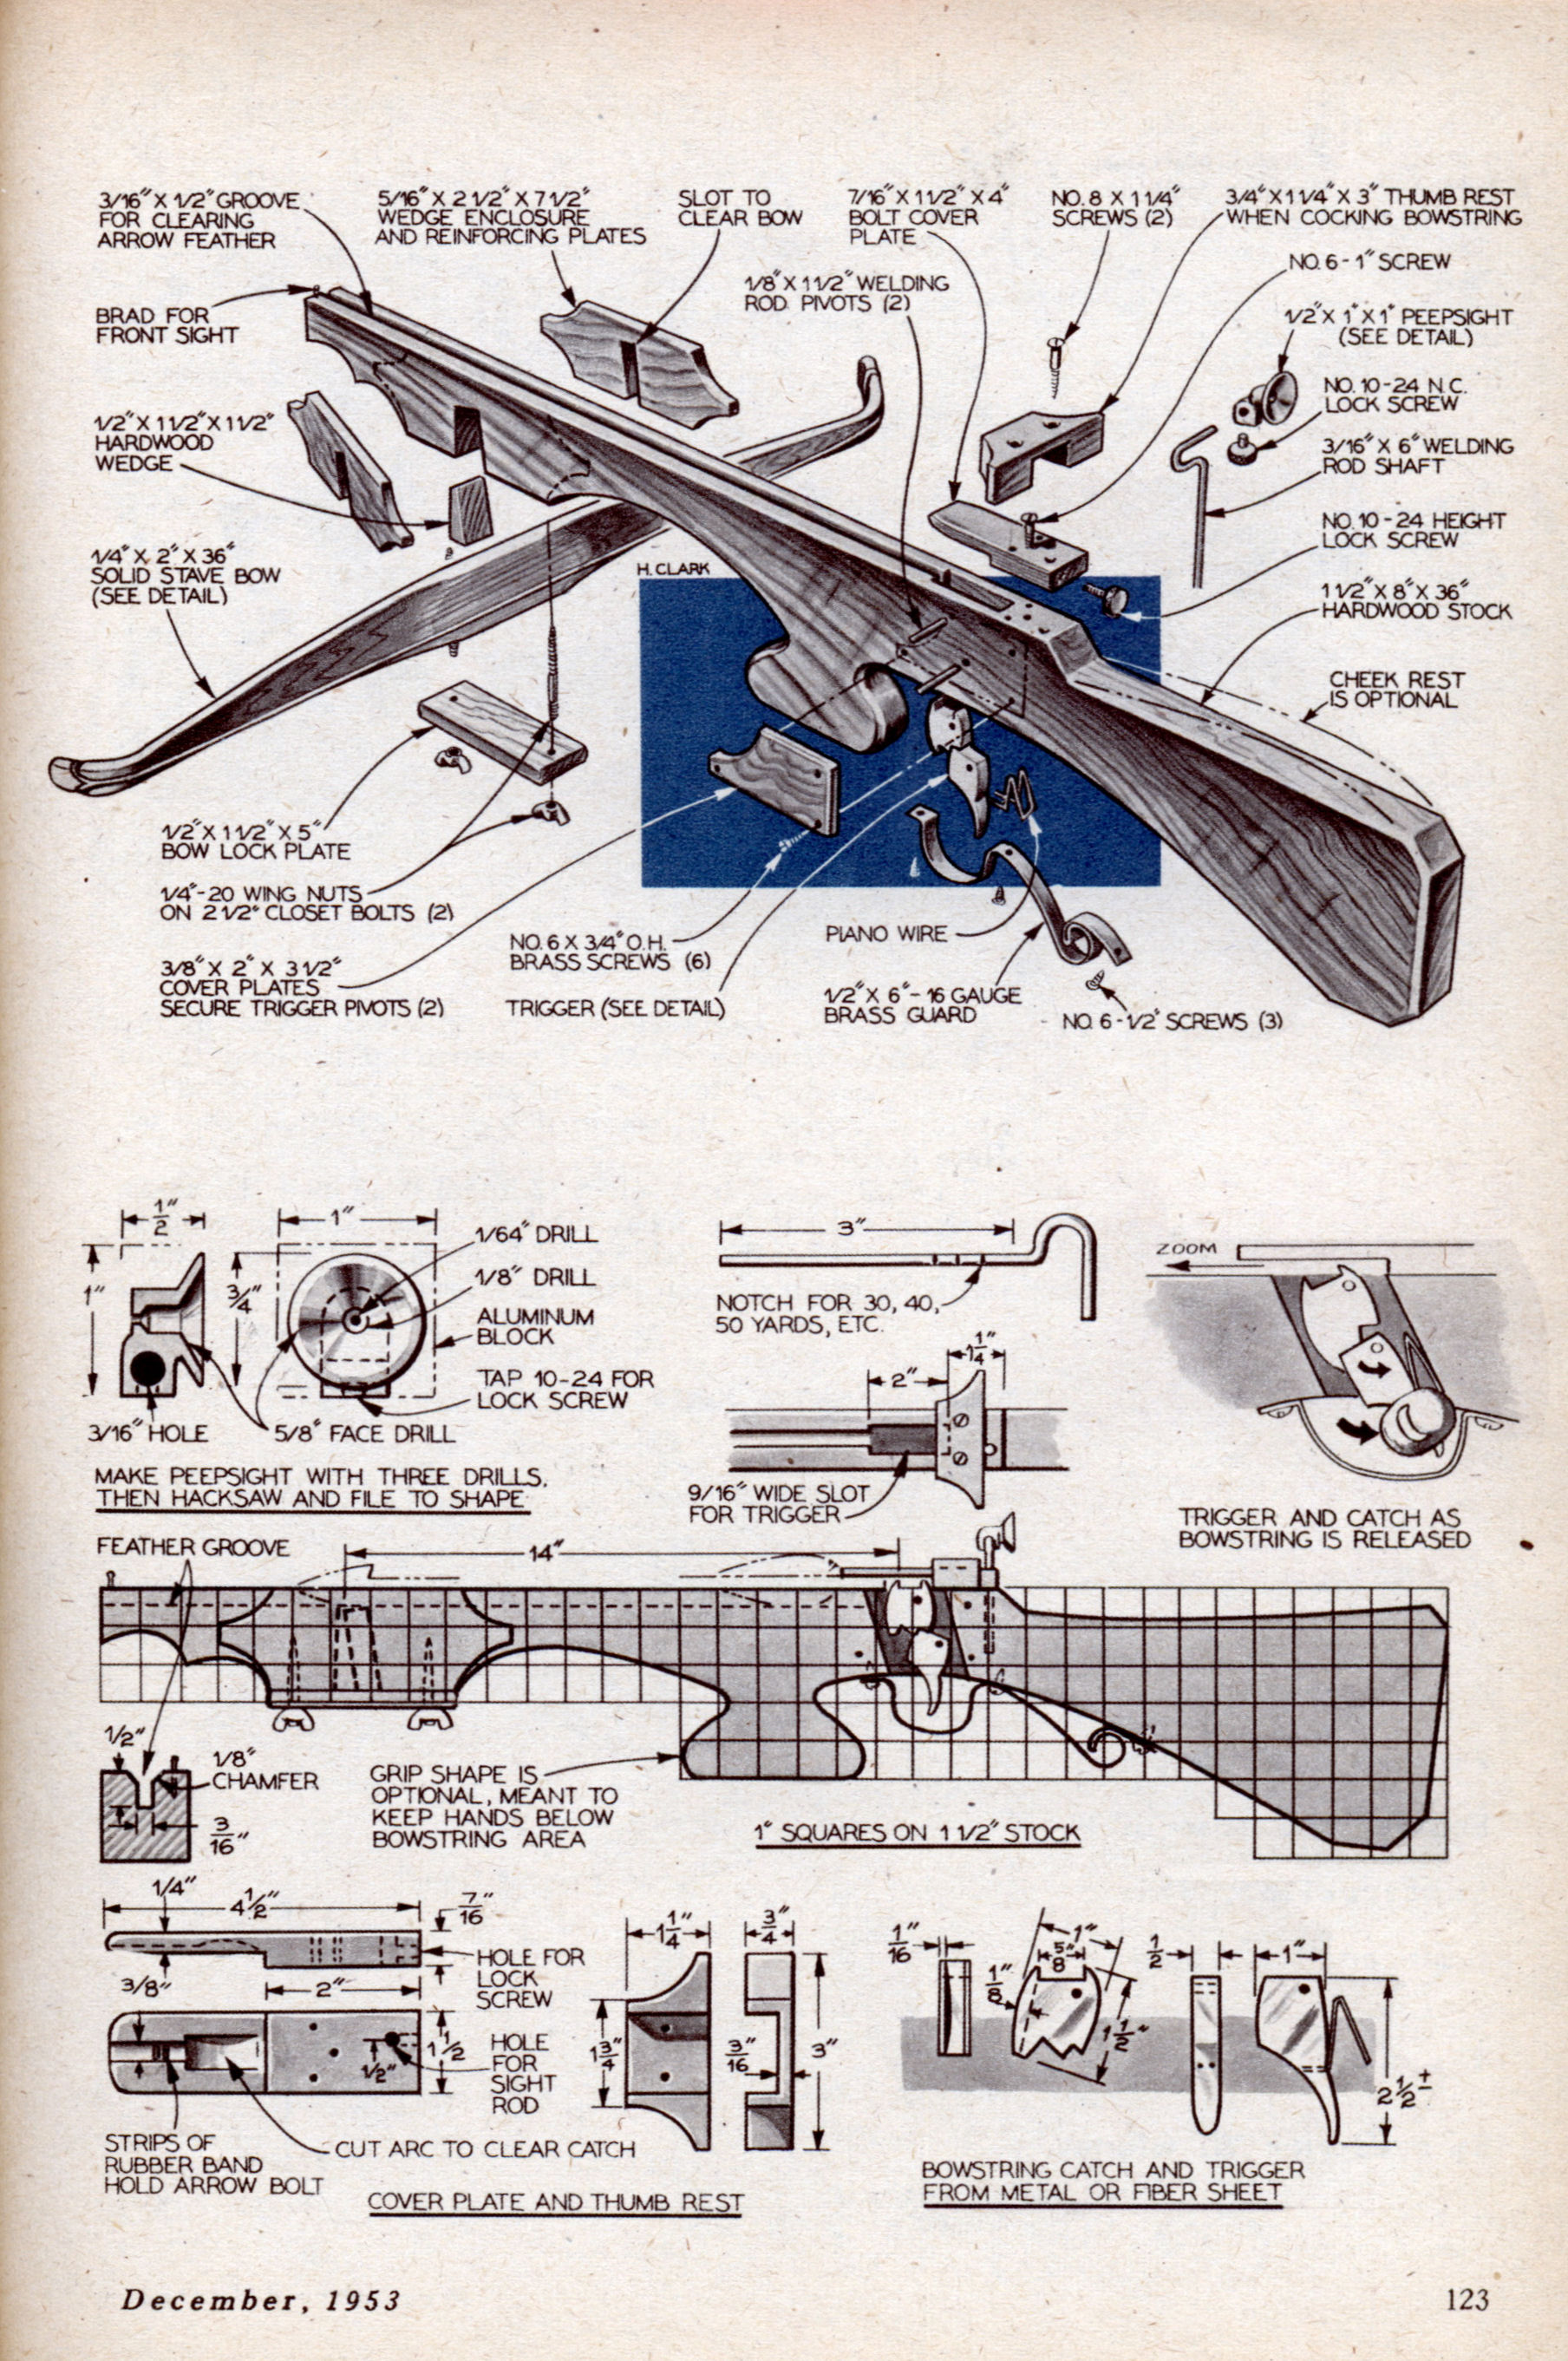 3/16" X 1/2" GROOVE
FOR CLEARING
ARROW FEATHER
5/16" X 2 1/2" X 7 1/2"
WEDGE ENCLOSURE
AND REINFORCING PLATES
SLOT TO
CLEAR BOW
7/16" X 1 1/2" X 4"
BOLT COVER
PLATE
NO. 8 X 1 1/4"
SCREWS (2)
3/4" X 1 1/4" X 3" THUMB REST
WHEN COCKING BOWSTRING
NO. 6 - 1" SCREW
1/8" X 1 1/2" WELDING
ROD PIVOTS (2)
BRAD FOR
FRONT SIGHT
1/2" X 1" X 1" PEEPSIGHT
(SEE DETAIL)
NO. 10-24 N.C.
LOCK SCREW
1/2" X 1 1/2" X 1 1/2"
HARDWOOD
WEDGE
3/16" X 6" WELDING
ROD SHAFT
NO. 10-24 HEIGHT
LOCK SCREW
1/4" X 2" X 36"
SOLID STAVE BOW
(SEE DETAIL)
H. CLARK
1 1/2" X 8" X 36"
HARDWOOD STOCK
CHEEK REST
IS OPTIONAL
1/2" X 1 1/2" X 5"
BOW LOCK PLATE
1/4"-20 WING NUTS
ON 2 1/2" CLOSET BOLTS (2)
3/8" X 2" X 3 1/2"
COVER PLATES
SECURE TRIGGER PIVOTS (2)
NO. 6 X 3/4" O.H.
BRASS SCREWS (6)
TRIGGER (SEE DETAIL)
PIANO WIRE
1/2" X 6" - 16 GAUGE
BRASS GUARD
NO. 6 - 1/2" SCREWS (3)
1/2"
1"
1"
3/4"
1/64" DRILL
1/8" DRILL
ALUMINUM
BLOCK
TAP 10-24 FOR
LOCK SCREW
3/16" HOLE
5/8" FACE DRILL
MAKE PEEPSIGHT WITH THREE DRILLS,
THEN HACKSAW AND FILE TO SHAPE
3"
NOTCH FOR 30, 40,
50 YARDS, ETC.
1 1/4"
2"
9/16" WIDE SLOT
FOR TRIGGER
ZOOM
TRIGGER AND CATCH AS
BOWSTRING IS RELEASED
FEATHER GROOVE
14"
1/2"
1/8"
CHAMFER
3/16"
GRIP SHAPE IS
OPTIONAL, MEANT TO
KEEP HANDS BELOW
BOWSTRING AREA
1" SQUARES ON 1 1/2" STOCK
1/4"
4 1/2"
7/16"
3/8"
2"
HOLE FOR
LOCK
SCREW
1 1/2
1/2"
HOLE
FOR
SIGHT
ROD
STRIPS OF
RUBBER BAND
HOLD ARROW BOLT
CUT ARC TO CLEAR CATCH
1 1/4"
3/4"
1 3/4"
3/16"
3"
COVER PLATE AND THUMB REST
1/16"
1/8"
1"
5/8"
1 1/2"
1/2
1"
2 1/2" ±
BOWSTRING CATCH AND TRIGGER
FROM METAL OR FIBER SHEET
December, 1953
123